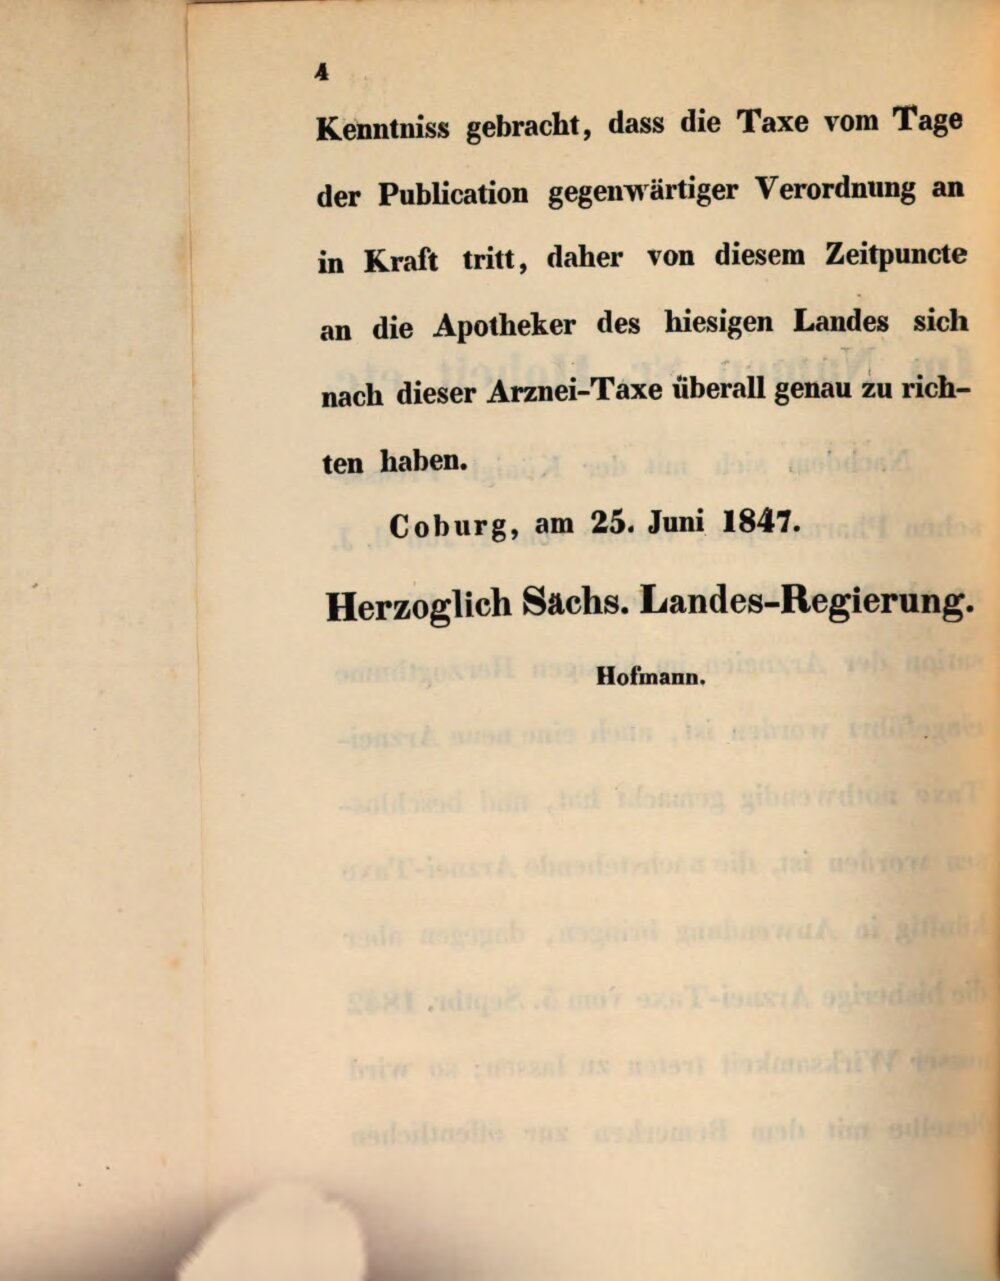 4
Kenntniss gebracht, dass die Taxe vom Tage
der Publication gegenwärtiger Verordnung an
in Kraft tritt, daher von diesem Zeitpuncte
an die Apotheker des hiesigen Landes sich
nach dieser Arznei-Taxe überall genau zu rich-
ten haben.
Coburg, am 25. Juni 1847.
Herzoglich Sächs. Landes-Regierung.
Hofmann.